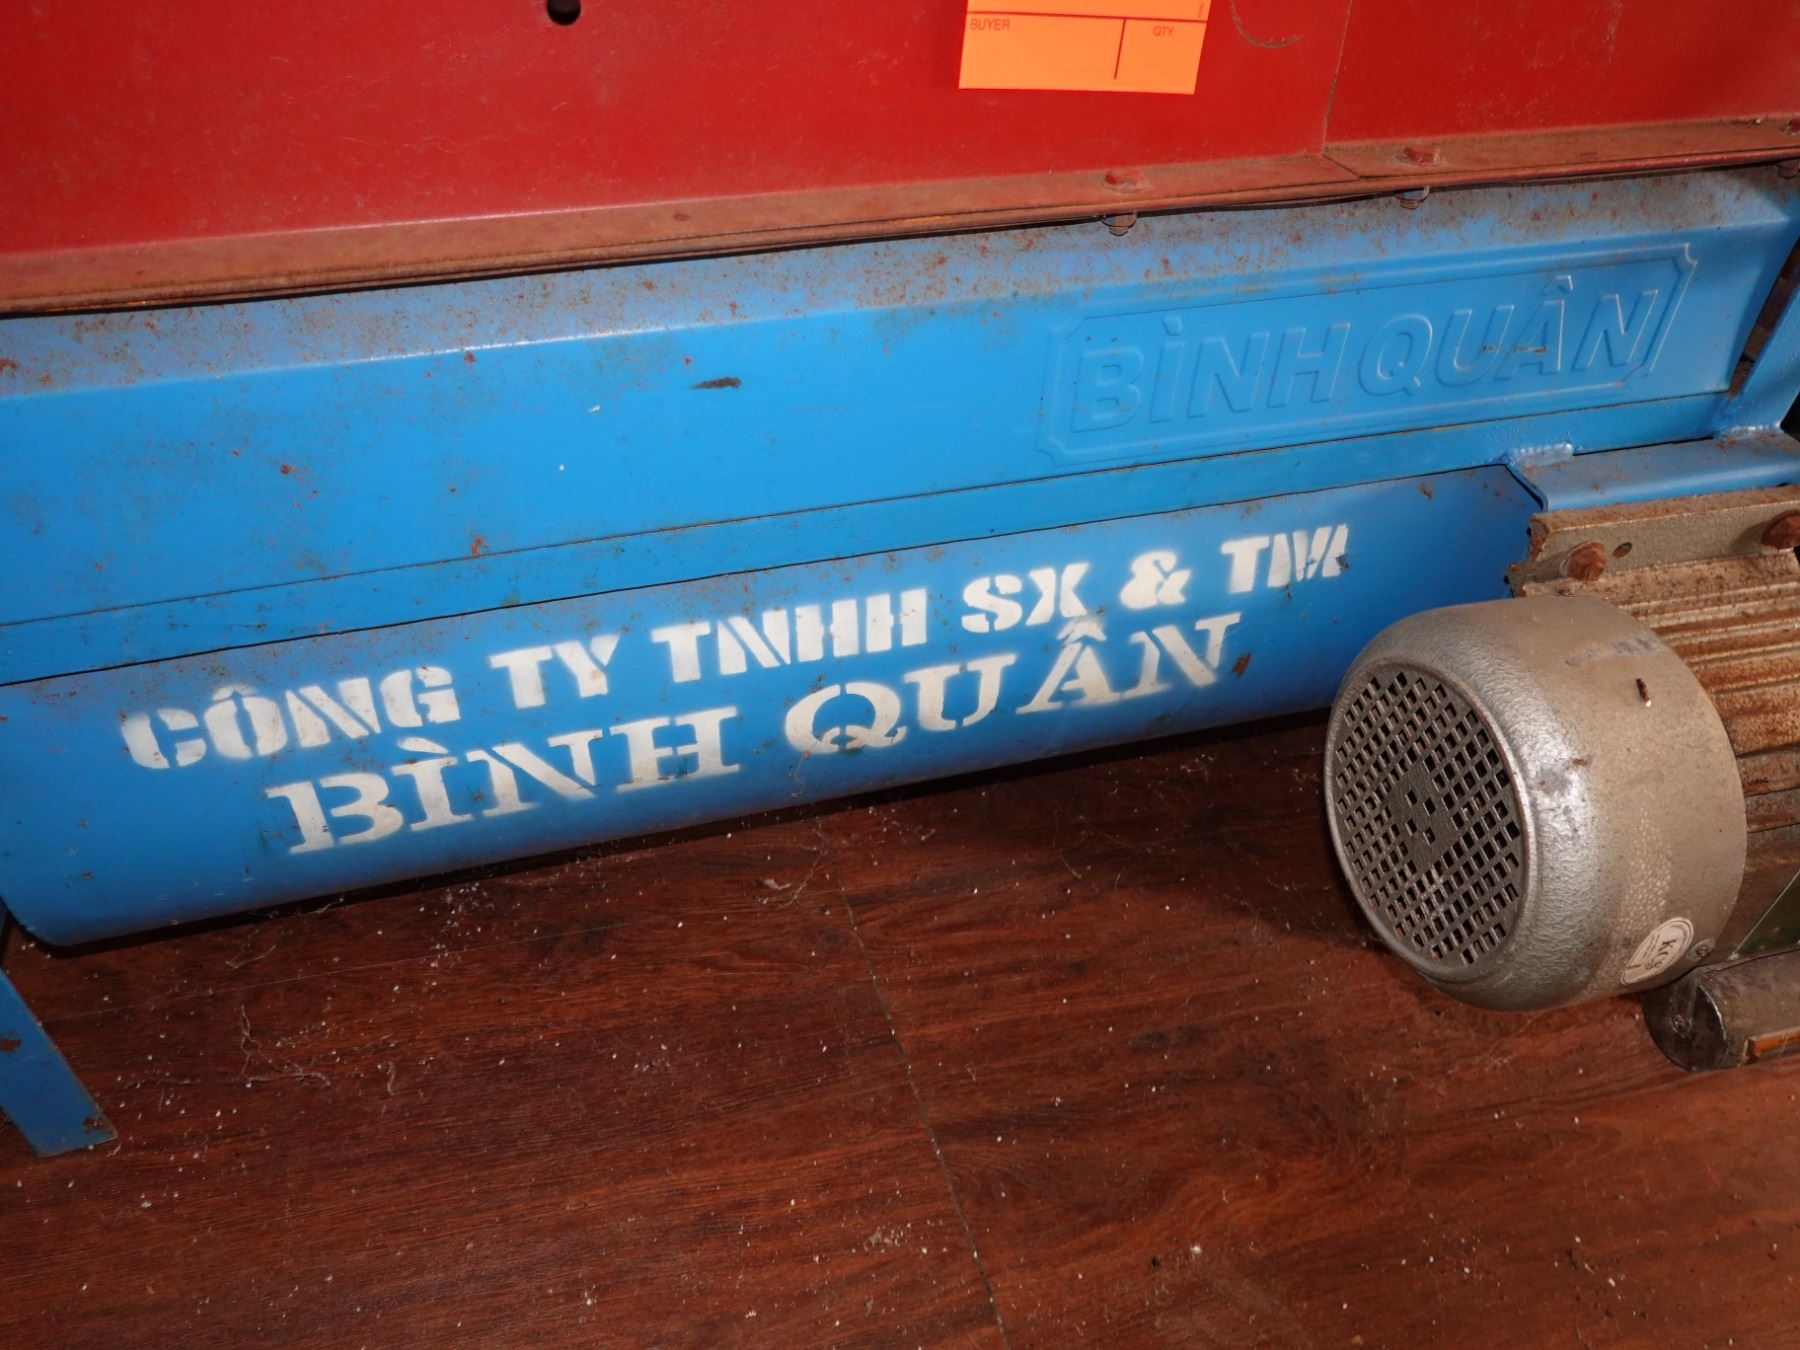 BUYER QTY.
BÌNH QUÂN
CÔNG TY TNHH SX & TM
BÌNH QUÂN